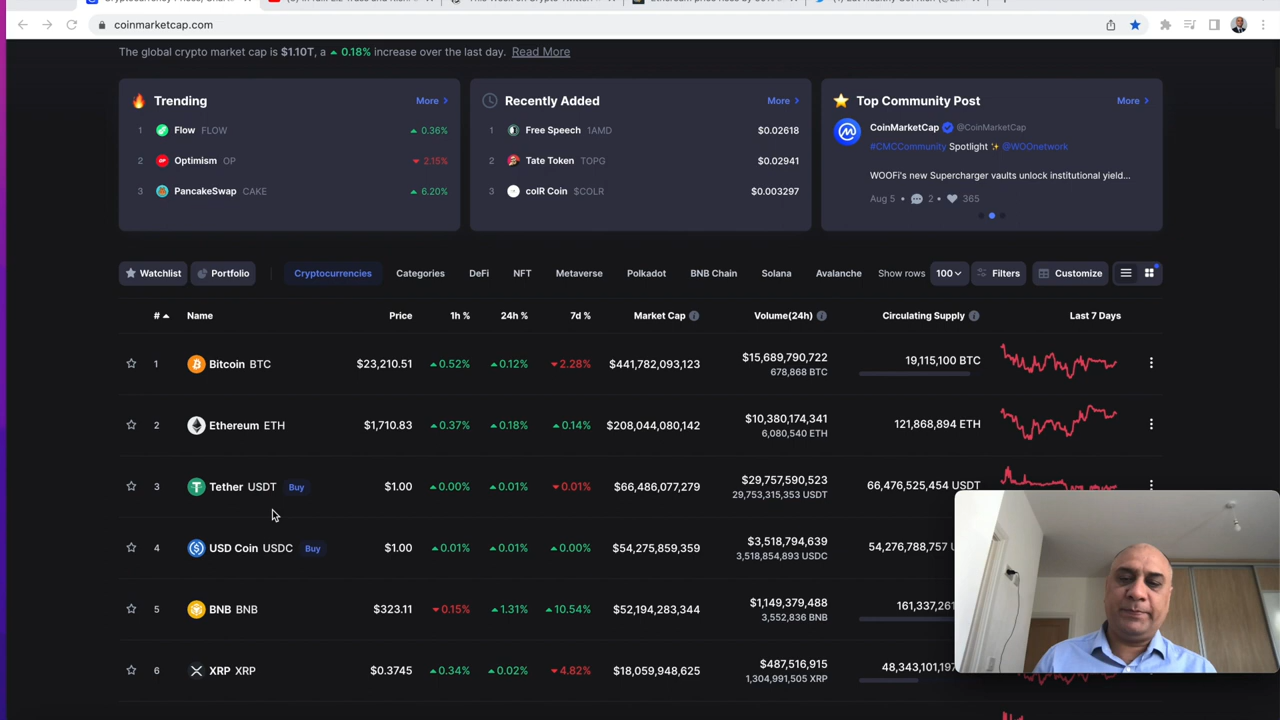 coinmarketcap.com
The global crypto market cap is $1.10T, a 0.18% increase over the last day. Read More
Trending More
1 Flow FLOW 0.36%
2 Optimism OP 2.15%
3 PancakeSwap CAKE 6.20%
Recently Added More
1 Free Speech 1AMD $0.02618
2 Tate Token TOPG $0.02941
3 colR Coin $COLR $0.003297
Top Community Post More
CoinMarketCap @CoinMarketCap
#CMCCommunity Spotlight ✨ @WOOnetwork
WOOFi's new Supercharger vaults unlock institutional yield...
Aug 5 • 2 • 365
Watchlist Portfolio Cryptocurrencies Categories DeFi NFT Metaverse Polkadot BNB Chain Solana Avalanche Show rows 100 Filters Customize
# Name Price 1h % 24h % 7d % Market Cap Volume(24h) Circulating Supply Last 7 Days
1 Bitcoin BTC $23,210.51 0.52% 0.12% 2.28% $441,782,093,123 $15,689,790,722 19,115,100 BTC
678,868 BTC
2 Ethereum ETH $1,710.83 0.37% 0.18% 0.14% $208,044,080,142 $10,380,174,341 121,868,894 ETH
6,080,540 ETH
3 Tether USDT Buy $1.00 0.00% 0.01% 0.01% $66,486,077,279 $29,757,590,523 66,476,525,454 USDT
29,753,315,353 USDT
4 USD Coin USDC Buy $1.00 0.01% 0.01% 0.00% $54,275,859,359 $3,518,794,639 54,276,788,757
3,518,854,893 USDC
5 BNB BNB $323.11 0.15% 1.31% 10.54% $52,194,283,344 $1,149,379,488 161,337,261
3,552,836 BNB
6 XRP XRP $0.3745 0.34% 0.02% 4.82% $18,059,948,625 $487,516,915 48,343,101,197
1,304,991,505 XRP